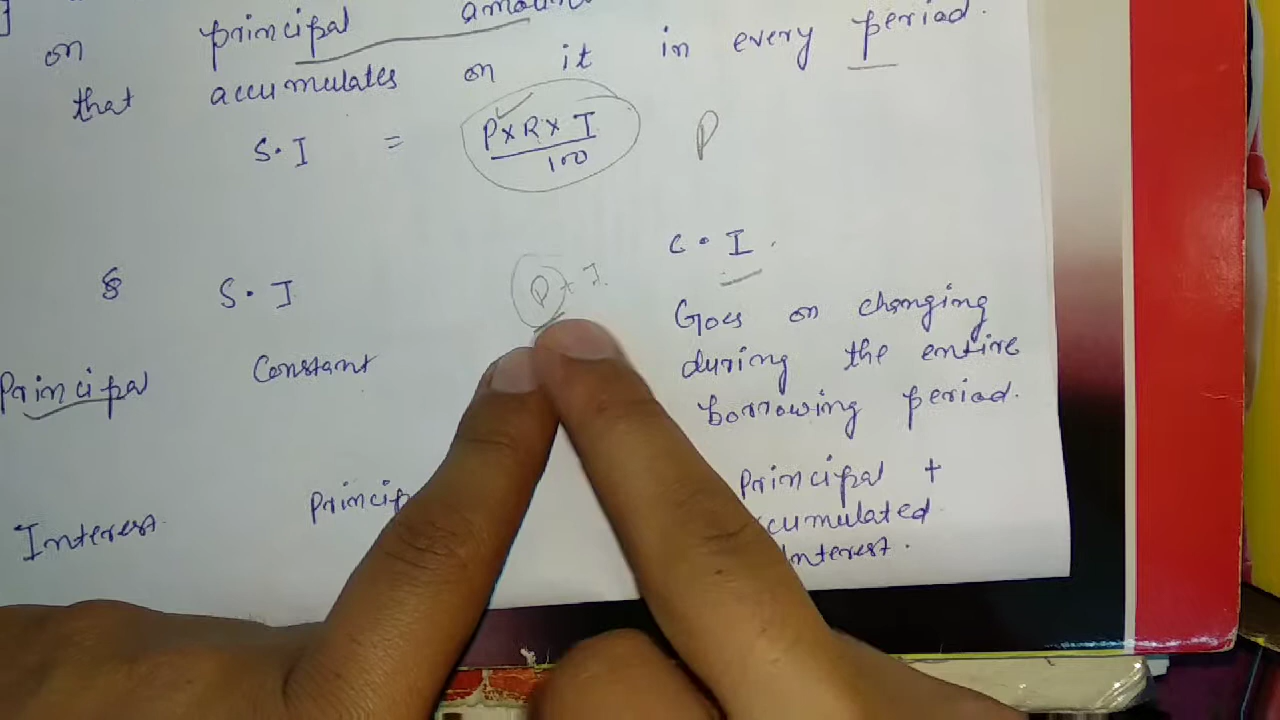 on principal amount
that accumulates on it in every period.
S.I = P×R×T / 100 P
S.I P+I C.I.
Principal Constant Goes on changing
during the entire
borrowing period.
Interest Principal +
Interest.